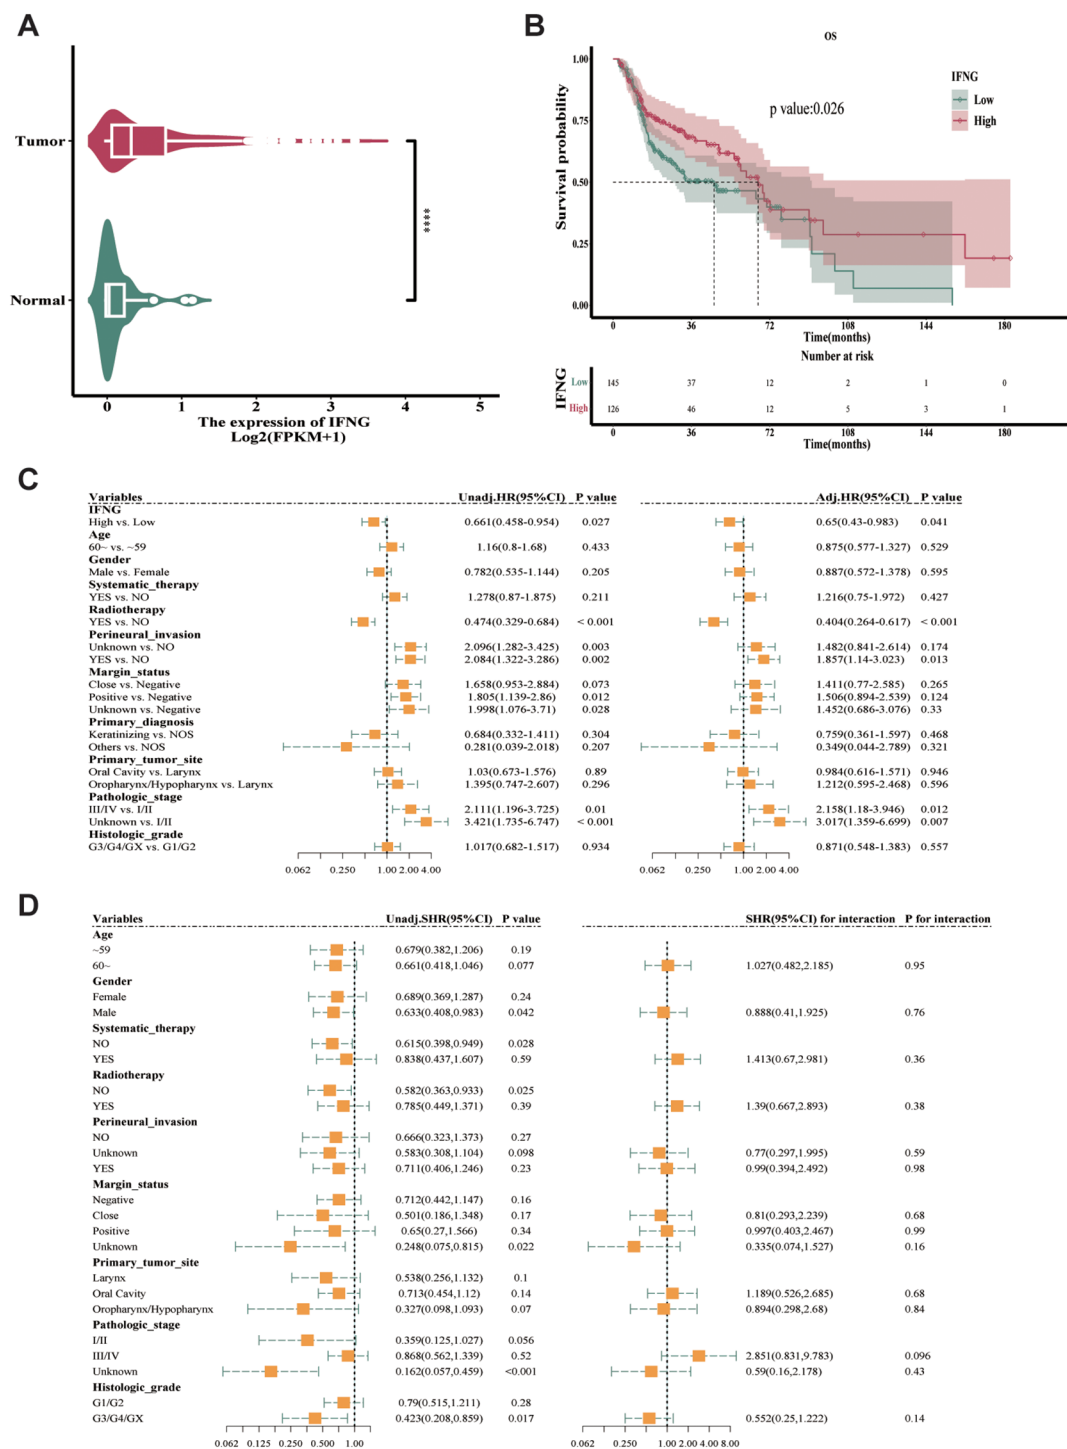 A
Tumor
Normal
****
0 1 2 3 4 5
The expression of IFNG
Log2(FPKM+1)
B
OS
Survival probability
1.00
0.75
0.50
0.25
0.00
p value:0.026
IFNG
Low
High
0 36 72 108 144 180
Time(months)
Number at risk
IFNG
Low 145 37 12 2 1 0
High 126 46 12 5 3 1
0 36 72 108 144 180
Time(months)
C
Variables Unadj.HR(95%CI) P value Adj.HR(95%CI) P value
IFNG
High vs. Low 0.661(0.458-0.954) 0.027 0.65(0.43-0.983) 0.041
Age
60~ vs. ~59 1.16(0.8-1.68) 0.433 0.875(0.577-1.327) 0.529
Gender
Male vs. Female 0.782(0.535-1.144) 0.205 0.887(0.572-1.378) 0.595
Systematic_therapy
YES vs. NO 1.278(0.87-1.875) 0.211 1.216(0.75-1.972) 0.427
Radiotherapy
YES vs. NO 0.474(0.329-0.684) < 0.001 0.404(0.264-0.617) < 0.001
Perineural_invasion
Unknown vs. NO 2.096(1.282-3.425) 0.003 1.482(0.841-2.614) 0.174
YES vs. NO 2.084(1.322-3.286) 0.002 1.857(1.14-3.023) 0.013
Margin_status
Close vs. Negative 1.658(0.953-2.884) 0.073 1.411(0.77-2.585) 0.265
Positive vs. Negative 1.805(1.139-2.86) 0.012 1.506(0.894-2.539) 0.124
Unknown vs. Negative 1.998(1.076-3.71) 0.028 1.452(0.686-3.076) 0.33
Primary_diagnosis
Keratinizing vs. NOS 0.684(0.332-1.411) 0.304 0.759(0.361-1.597) 0.468
Others vs. NOS 0.281(0.039-2.018) 0.207 0.349(0.044-2.789) 0.321
Primary_tumor_site
Oral Cavity vs. Larynx 1.03(0.673-1.576) 0.89 0.984(0.616-1.571) 0.946
Oropharynx/Hypopharynx vs. Larynx 1.395(0.747-2.607) 0.296 1.212(0.595-2.468) 0.596
Pathologic_stage
III/IV vs. I/II 2.111(1.196-3.725) 0.01 2.158(1.18-3.946) 0.012
Unknown vs. I/II 3.421(1.735-6.747) < 0.001 3.017(1.359-6.699) 0.007
Histologic_grade
G3/G4/GX vs. G1/G2 1.017(0.682-1.517) 0.934 0.871(0.548-1.383) 0.557
0.062 0.250 1.00 2.00 4.00 0.062 0.250 1.00 2.00 4.00
D
Variables Unadj.SHR(95%CI) P value SHR(95%CI) for interaction P for interaction
Age
~59 0.679(0.382,1.206) 0.19
60~ 0.661(0.418,1.046) 0.077 1.027(0.482,2.185) 0.95
Gender
Female 0.689(0.369,1.287) 0.24
Male 0.633(0.408,0.983) 0.042 0.888(0.41,1.925) 0.76
Systematic_therapy
NO 0.615(0.398,0.949) 0.028
YES 0.838(0.437,1.607) 0.59 1.413(0.67,2.981) 0.36
Radiotherapy
NO 0.582(0.363,0.933) 0.025
YES 0.785(0.449,1.371) 0.39 1.39(0.667,2.893) 0.38
Perineural_invasion
NO 0.666(0.323,1.373) 0.27
Unknown 0.583(0.308,1.104) 0.098 0.77(0.297,1.995) 0.59
YES 0.711(0.406,1.246) 0.23 0.99(0.394,2.492) 0.98
Margin_status
Negative 0.712(0.442,1.147) 0.16
Close 0.501(0.186,1.348) 0.17 0.81(0.293,2.239) 0.68
Positive 0.65(0.27,1.566) 0.34 0.997(0.403,2.467) 0.99
Unknown 0.248(0.075,0.815) 0.022 0.335(0.074,1.527) 0.16
Primary_tumor_site
Larynx 0.538(0.256,1.132) 0.1
Oral Cavity 0.713(0.454,1.12) 0.14 1.189(0.526,2.685) 0.68
Oropharynx/Hypopharynx 0.327(0.098,1.093) 0.07 0.894(0.298,2.68) 0.84
Pathologic_stage
I/II 0.359(0.125,1.027) 0.056
III/IV 0.868(0.562,1.339) 0.52 2.851(0.831,9.783) 0.096
Unknown 0.162(0.057,0.459) <0.001 0.59(0.16,2.178) 0.43
Histologic_grade
G1/G2 0.79(0.515,1.211) 0.28
G3/G4/GX 0.423(0.208,0.859) 0.017 0.552(0.25,1.222) 0.14
0.062 0.125 0.250 0.500 1.00 0.062 0.250 1.00 2.00 4.00 8.00